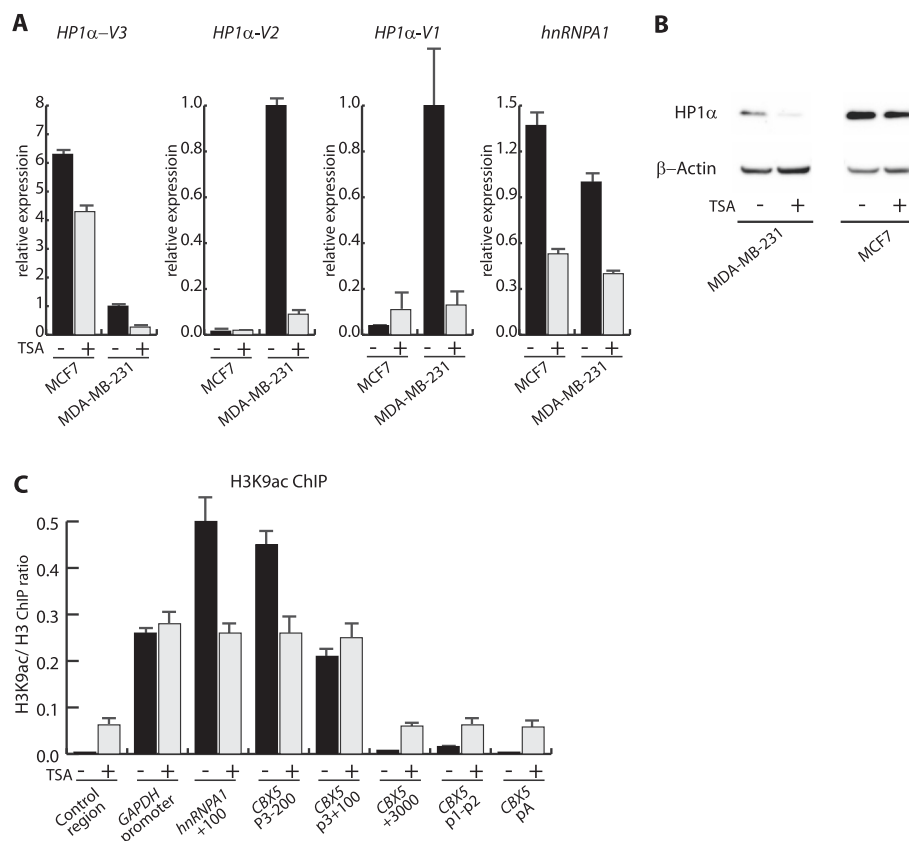 A
HP1α–V3
HP1α-V2
HP1α-V1
hnRNPA1
relative expressioin
8
7
6
5
4
3
2
1
0
relative expressioin
1.0
0.8
0.6
0.4
0.2
0.0
relative expressioin
1.0
0.8
0.6
0.4
0.2
0.0
relative expressioin
1.5
1.2
0.9
0.6
0.3
0.0
TSA - + - +
MCF7
MDA-MB-231
- + - +
MCF7
MDA-MB-231
- + - +
MCF7
MDA-MB-231
- + - +
MCF7
MDA-MB-231
B
HP1α
β–Actin
TSA - + - +
MDA-MB-231
MCF7
C
H3K9ac ChIP
H3K9ac/ H3 ChIP ratio
0.5
0.4
0.3
0.2
0.1
0.0
TSA - + - + - + - + - + - + - + - +
Control
region
GAPDH
promoter
hnRNPA1
+100
CBX5
p3-200
CBX5
p3+100
CBX5
+3000
CBX5
p1-p2
CBX5
pA